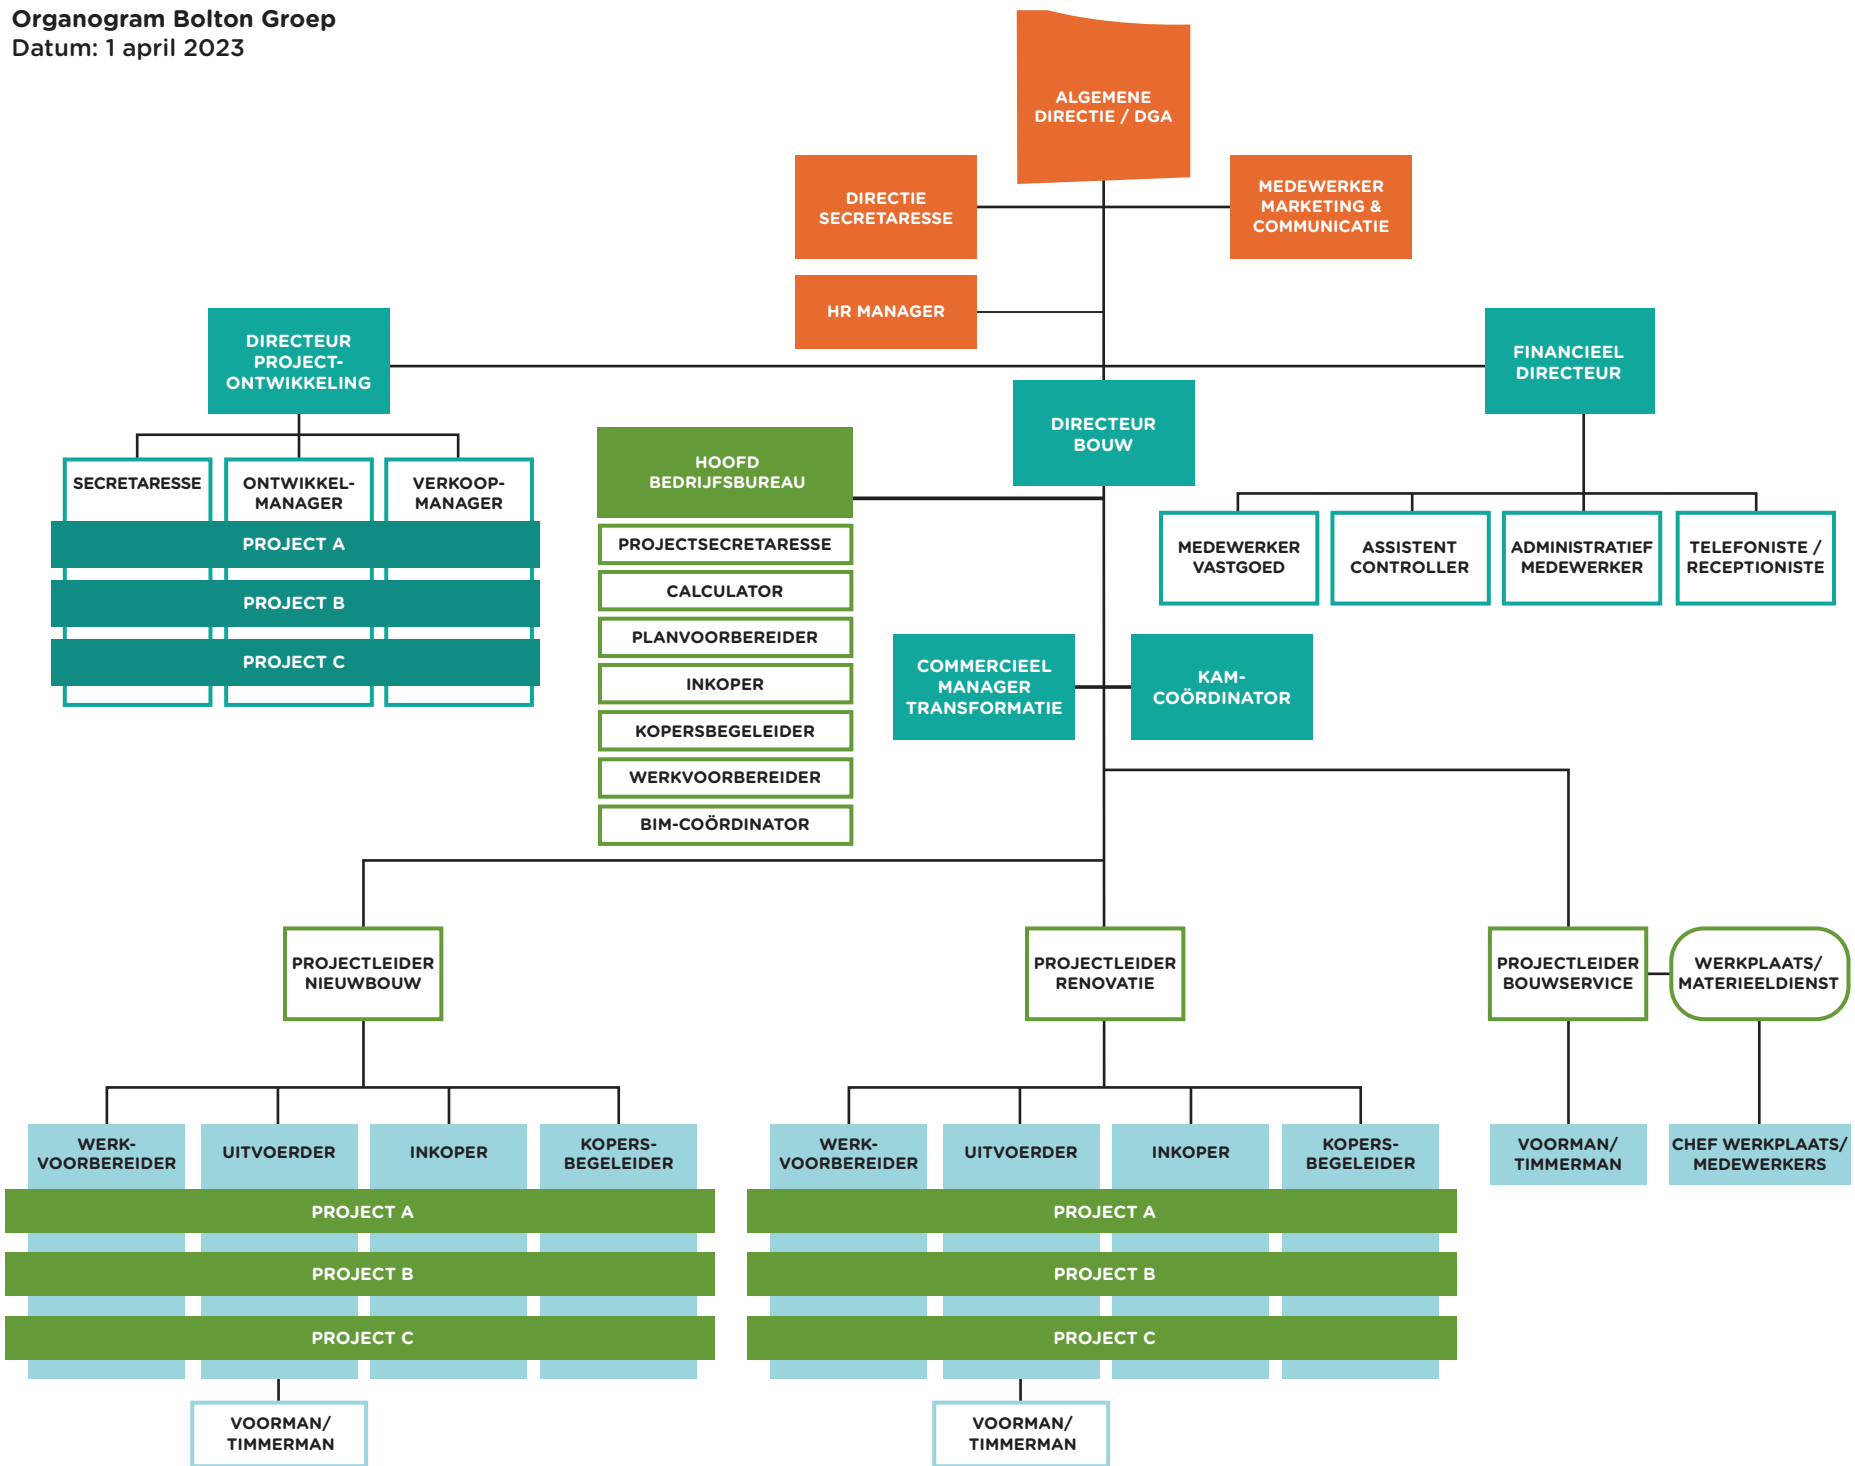 Organogram Bolton Groep
Datum: 1 april 2023
ALGEMENE
DIRECTIE / DGA
DIRECTIE
SECRETARESSE
MEDEWERKER
MARKETING &
COMMUNICATIE
HR MANAGER
DIRECTEUR
PROJECT-
ONTWIKKELING
FINANCIEEL
DIRECTEUR
DIRECTEUR
BOUW
SECRETARESSE
ONTWIKKEL-
MANAGER
VERKOOP-
MANAGER
PROJECT A
PROJECT B
PROJECT C
HOOFD
BEDRIJFSBUREAU
PROJECTSECRETARESSE
CALCULATOR
PLANVOORBEREIDER
INKOPER
KOPERSBEGELEIDER
WERKVOORBEREIDER
BIM-COÖRDINATOR
MEDEWERKER
VASTGOED
ASSISTENT
CONTROLLER
ADMINISTRATIEF
MEDEWERKER
TELEFONISTE /
RECEPTIONISTE
COMMERCIEEL
MANAGER
TRANSFORMATIE
KAM-
COÖRDINATOR
PROJECTLEIDER
NIEUWBOUW
PROJECTLEIDER
RENOVATIE
PROJECTLEIDER
BOUWSERVICE
WERKPLAATS/
MATERIEELDIENST
WERK-
VOORBEREIDER
UITVOERDER
INKOPER
KOPERS-
BEGELEIDER
PROJECT A
PROJECT B
PROJECT C
VOORMAN/
TIMMERMAN
WERK-
VOORBEREIDER
UITVOERDER
INKOPER
KOPERS-
BEGELEIDER
PROJECT A
PROJECT B
PROJECT C
VOORMAN/
TIMMERMAN
VOORMAN/
TIMMERMAN
CHEF WERKPLAATS/
MEDEWERKERS